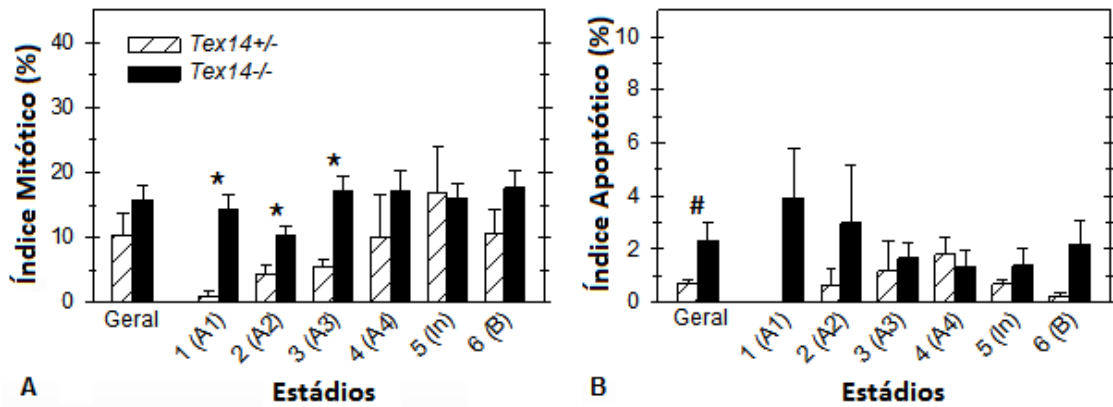 Índice Mitótico (%)
40
30
20
10
0
Tex14+/-
Tex14-/-
*
*
*
Geral
1 (A1)
2 (A2)
3 (A3)
4 (A4)
5 (In)
6 (B)
A
Estádios
Índice Apoptótico (%)
10
8
6
4
2
0
#
Geral
1 (A1)
2 (A2)
3 (A3)
4 (A4)
5 (In)
6 (B)
B
Estádios